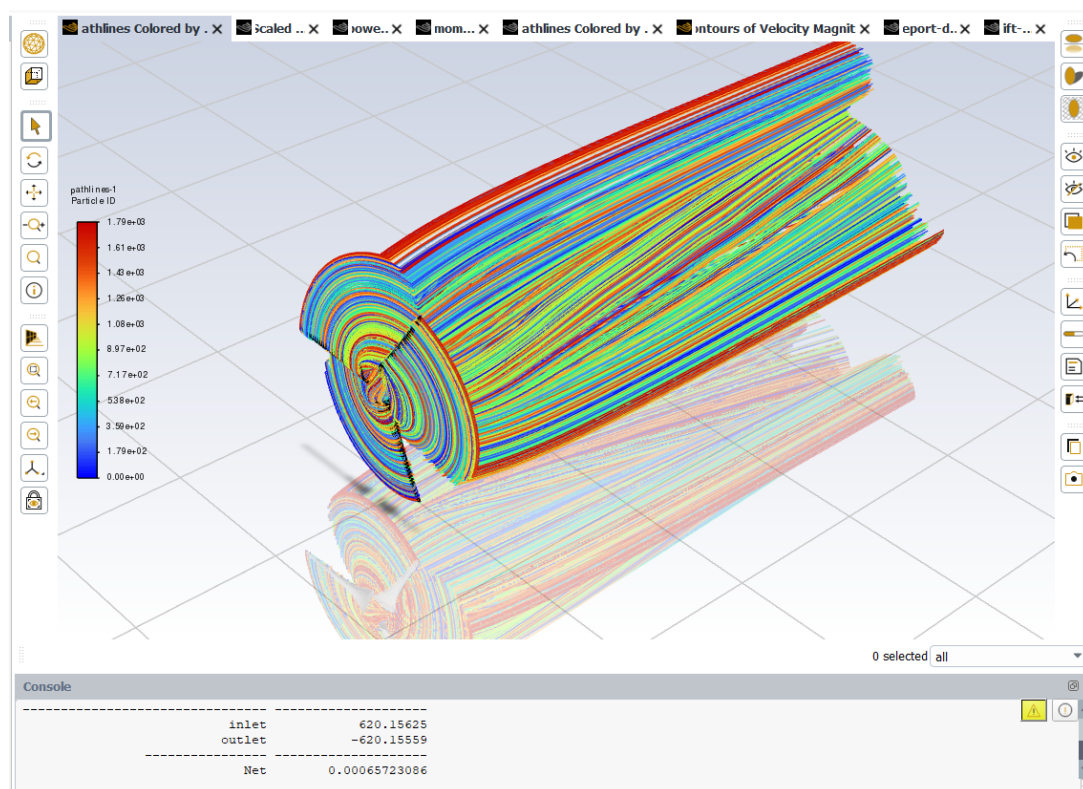 athlines Colored by . X
Scaled ... X
powe.. X
mom... X
athlines Colored by . X
ntours of Velocity Magnit X
eport-d.. X
ift-... X
pathlines-1
Particle ID
1.79e+03
1.61e+03
1.43e+03
1.26e+03
1.08e+03
8.97e+02
7.17e+02
5.38e+02
3.59e+02
1.79e+02
0.00e+00
0 selected all
Console
inlet 620.15625
outlet -620.15559
Net 0.00065723086